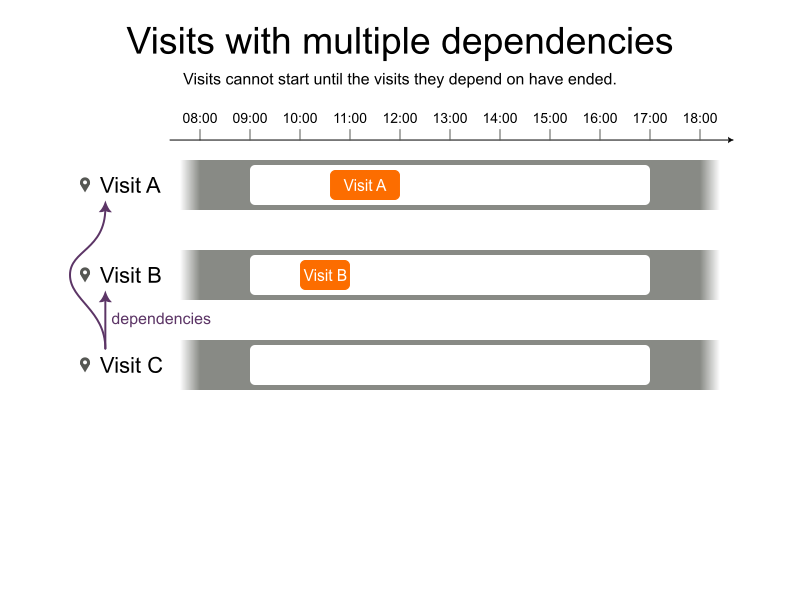 Visits with multiple dependencies
Visits cannot start until the visits they depend on have ended.
08:00 09:00 10:00 11:00 12:00 13:00 14:00 15:00 16:00 17:00 18:00
Visit A Visit A
Visit B Visit B
dependencies
Visit C